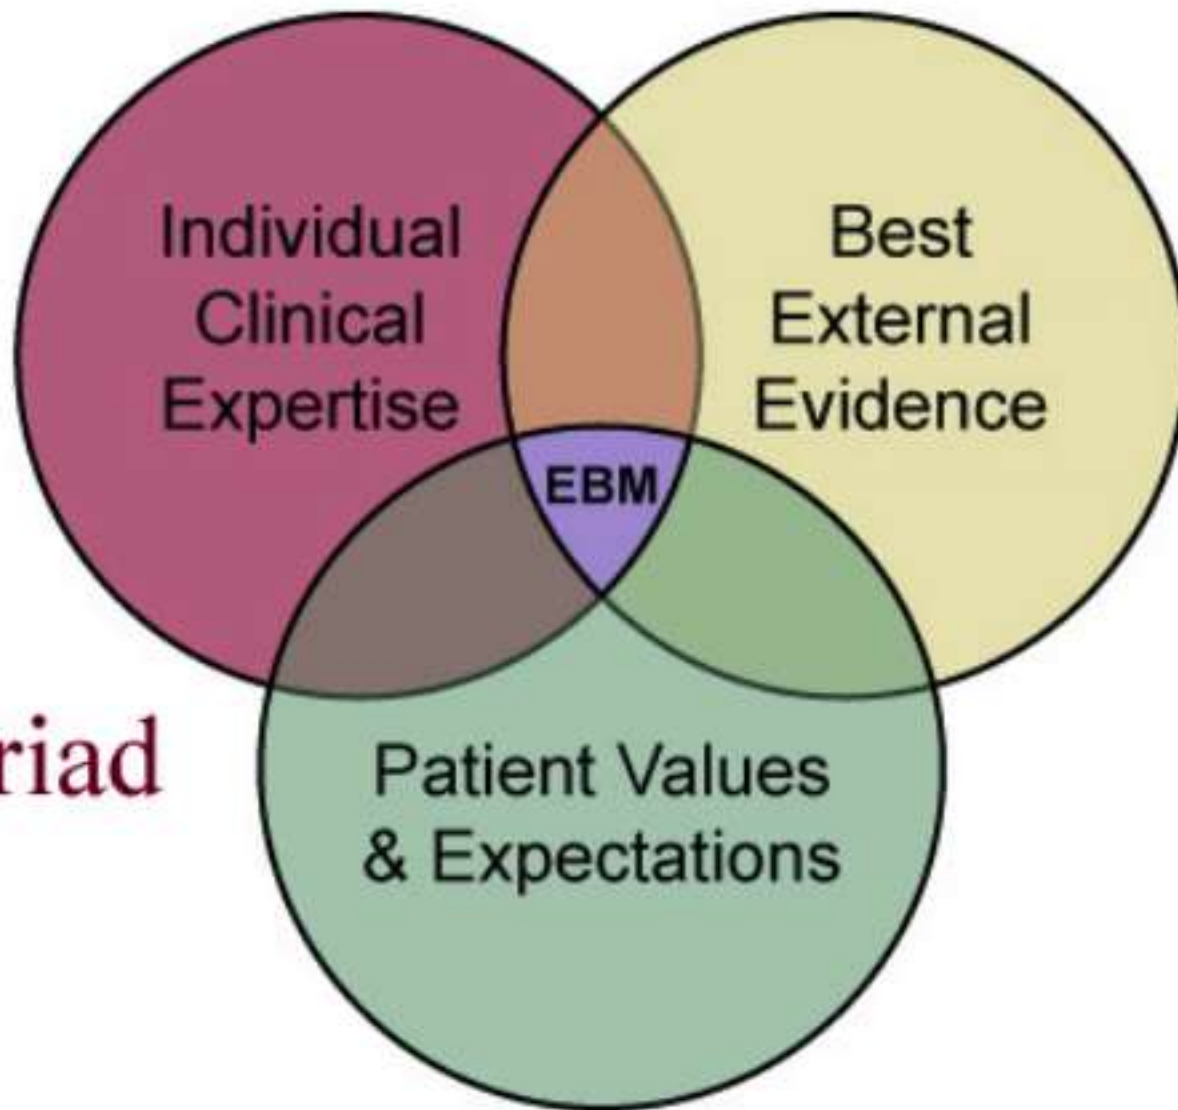 Individual
Clinical
Expertise
Best
External
Evidence
EBM
riad
Patient Values
& Expectations